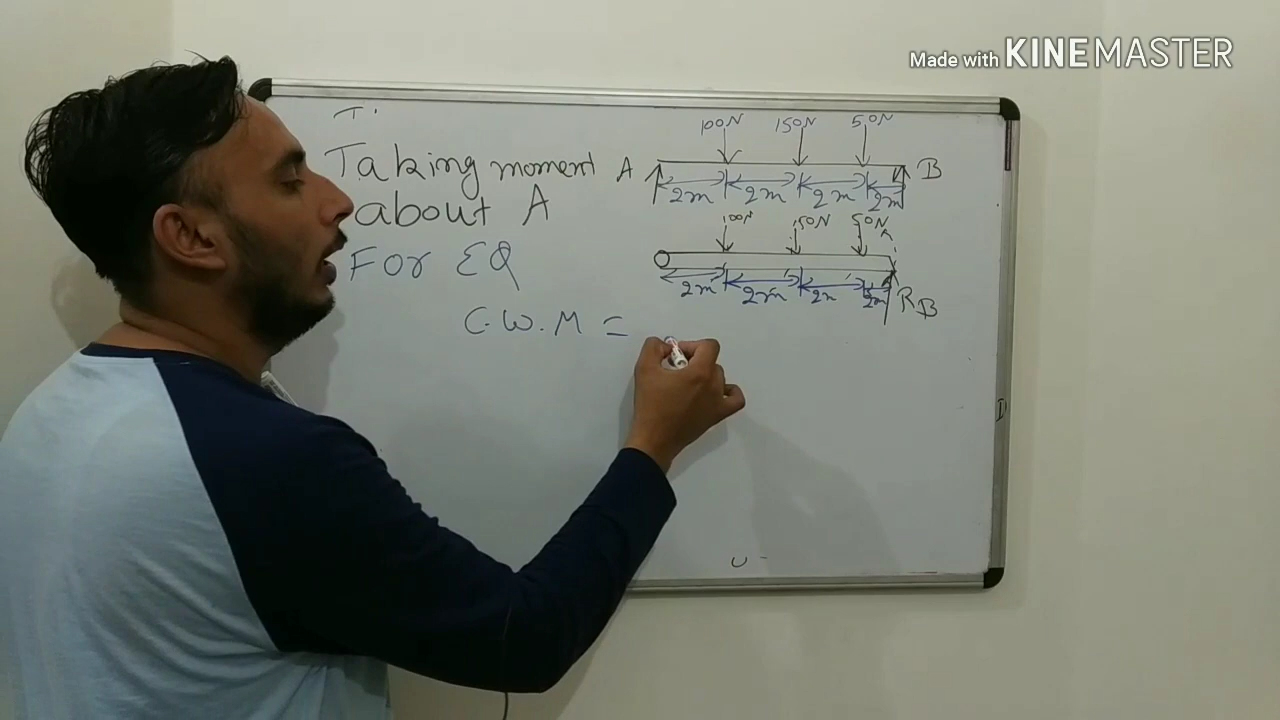 Made with KINEMASTER
T.
Taking moment
about A
For EQ
C.W.M =
100N 150N 50N
A B
2m 2m 2m 2m
100N 150N 50N
2m 2m 2m 2m
RB